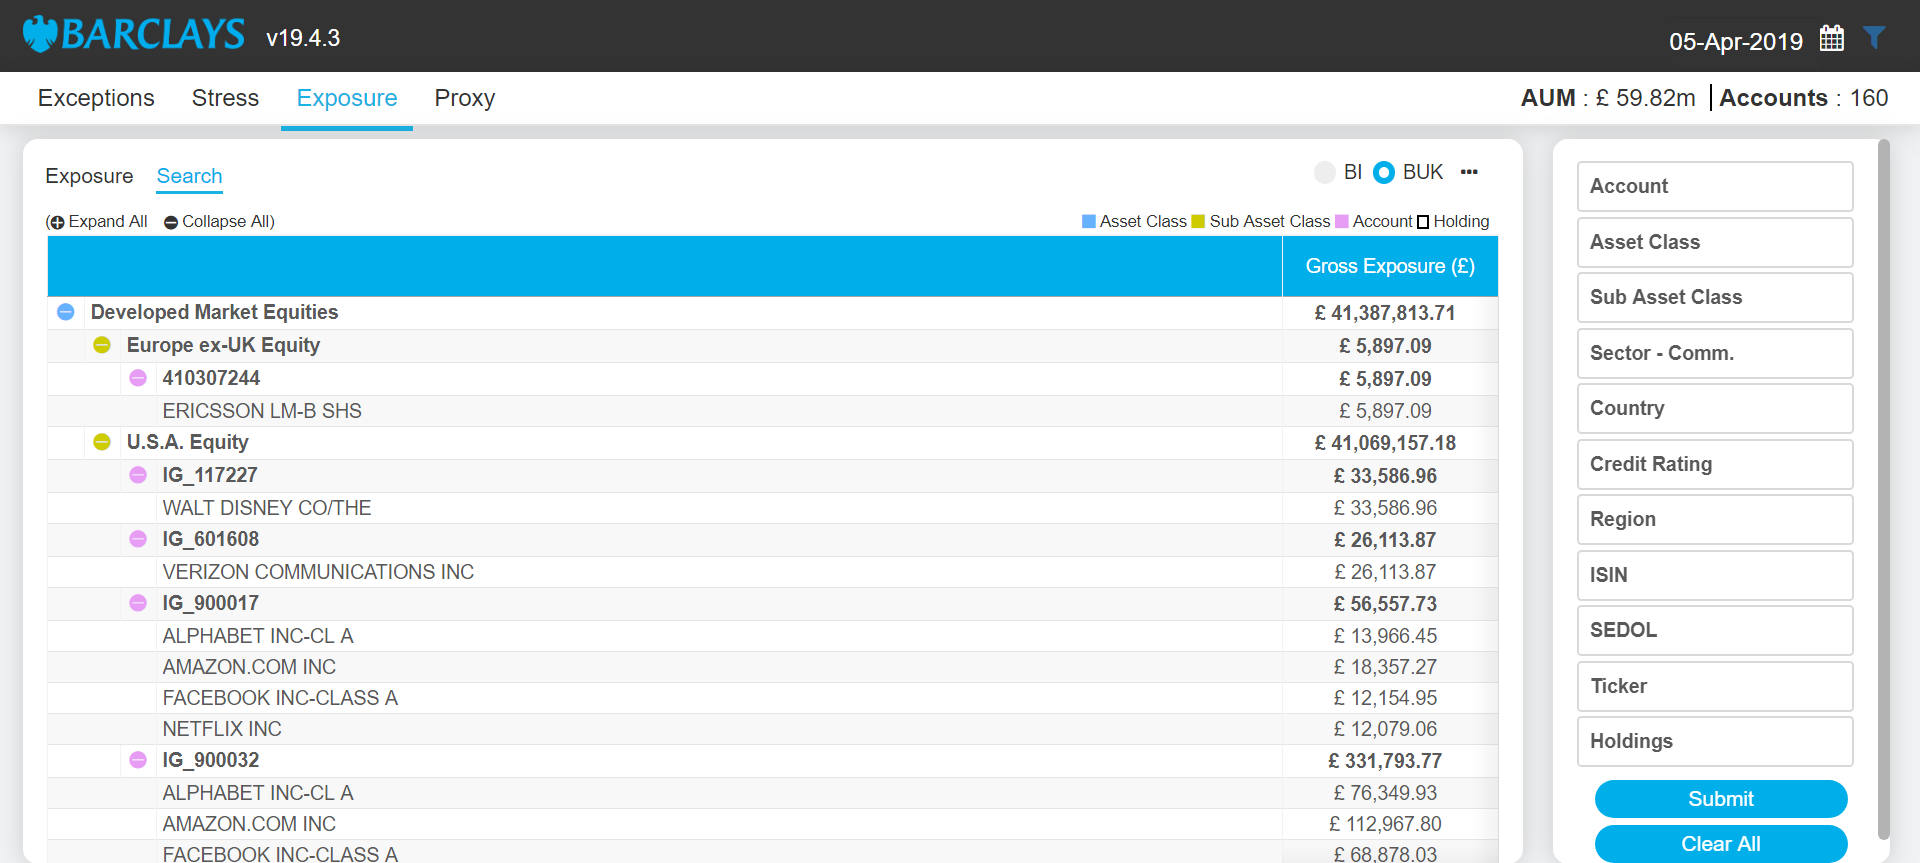 BARCLAYS v19.4.3 05-Apr-2019
Exceptions Stress Exposure Proxy AUM : £ 59.82m Accounts : 160
Exposure Search BI BUK ...
(Expand All Collapse All) Asset Class Sub Asset Class Account Holding
Gross Exposure (£)
Developed Market Equities £ 41,387,813.71
Europe ex-UK Equity £ 5,897.09
410307244 £ 5,897.09
ERICSSON LM-B SHS £ 5,897.09
U.S.A. Equity £ 41,069,157.18
IG_117227 £ 33,586.96
WALT DISNEY CO/THE £ 33,586.96
IG_601608 £ 26,113.87
VERIZON COMMUNICATIONS INC £ 26,113.87
IG_900017 £ 56,557.73
ALPHABET INC-CL A £ 13,966.45
AMAZON.COM INC £ 18,357.27
FACEBOOK INC-CLASS A £ 12,154.95
NETFLIX INC £ 12,079.06
IG_900032 £ 331,793.77
ALPHABET INC-CL A £ 76,349.93
AMAZON.COM INC £ 112,967.80
FACEBOOK INC-CLASS A £ 68,878.03
Account
Asset Class
Sub Asset Class
Sector - Comm.
Country
Credit Rating
Region
ISIN
SEDOL
Ticker
Holdings
Submit
Clear All